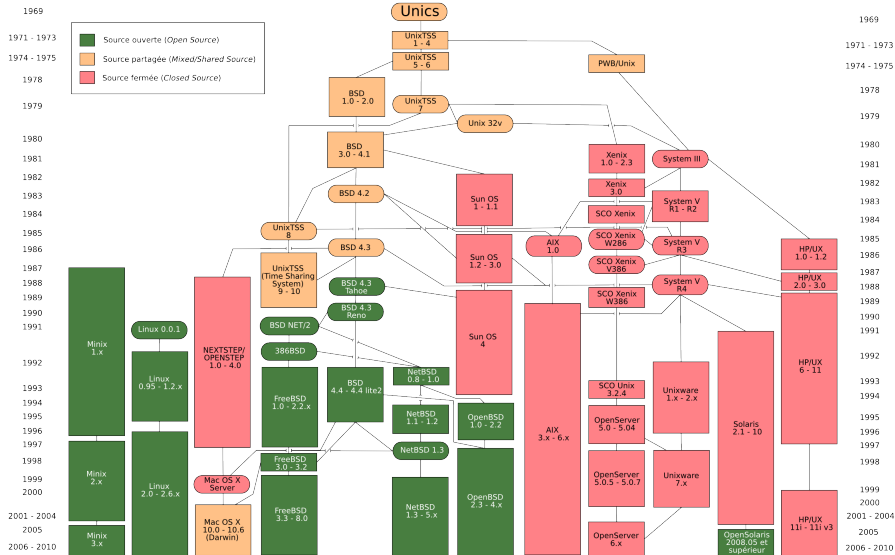 Unics
1969
1971 - 1973
1974 - 1975
1978
1979
1980
1981
1982
1983
1984
1985
1986
1987
1988
1989
1990
1991
1992
1993
1994
1995
1996
1997
1998
1999
2000
2001 - 2004
2005
2006 - 2010
Source ouverte (Open Source)
Source partagée (Mixed/Shared Source)
Source fermée (Closed Source)
UnixTSS
1 - 4
UnixTSS
5 - 6
PWB/Unix
BSD
1.0 - 2.0
UnixTSS
7
Unix 32v
BSD
3.0 - 4.1
Xenix
1.0 - 2.3
System III
Xenix
3.0
BSD 4.2
Sun OS
1 - 1.1
System V
R1 - R2
SCO Xenix
UnixTSS
8
BSD 4.3
AIX
1.0
SCO Xenix
W286
System V
R3
HP/UX
1.0 - 1.2
Sun OS
1.2 - 3.0
SCO Xenix
V386
UnixTSS
(Time Sharing
System)
9 - 10
BSD 4.3
Tahoe
System V
R4
HP/UX
2.0 - 3.0
SCO Xenix
W386
BSD 4.3
Reno
BSD NET/2
Linux 0.0.1
Sun OS
4
Minix
1.x
NEXTSTEP/
OPENSTEP
1.0 - 4.0
386BSD
HP/UX
6 - 11
Linux
0.95 - 1.2.x
NetBSD
0.8 - 1.0
BSD
4.4 - 4.4 lite2
FreeBSD
1.0 - 2.2.x
SCO Unix
3.2.4
Unixware
1.x - 2.x
NetBSD
1.1 - 1.2
OpenBSD
1.0 - 2.2
OpenServer
5.0 - 5.04
Solaris
2.1 - 10
AIX
3.x - 6.x
NetBSD 1.3
FreeBSD
3.0 - 3.2
Minix
2.x
Mac OS X
Server
Linux
2.0 - 2.6.x
OpenServer
5.0.5 - 5.0.7
Unixware
7.x
OpenBSD
2.3 - 4.x
FreeBSD
3.3 - 8.0
NetBSD
1.3 - 5.x
Mac OS X
10.0 - 10.6
(Darwin)
HP/UX
11i - 11i v3
Minix
3.x
OpenServer
6.x
OpenSolaris
2008.05 et
supérieur
1969
1971 - 1973
1974 - 1975
1978
1979
1980
1981
1982
1983
1984
1985
1986
1987
1988
1989
1990
1991
1992
1993
1994
1995
1996
1997
1998
1999
2000
2001 - 2004
2005
2006 - 2010